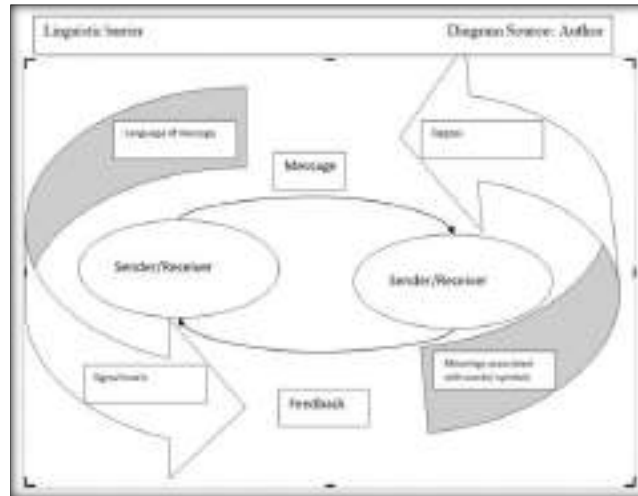 Linguistic barrier
Diagram Source: Author
Language of message
Message
Sender/Receiver
Sender/Receiver
Meanings associated
with words/ symbols
Feedback